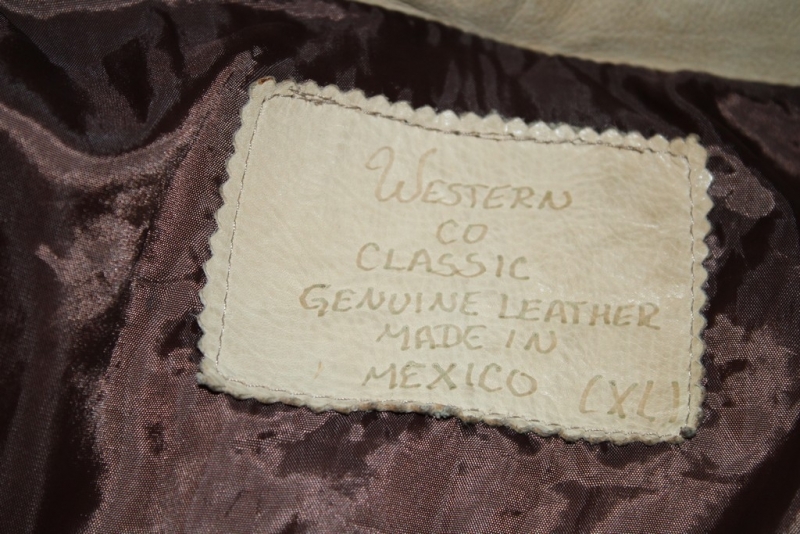 WESTERN
CO
CLASSIC
GENUINE LEATHER
MADE IN
MEXICO (XL)